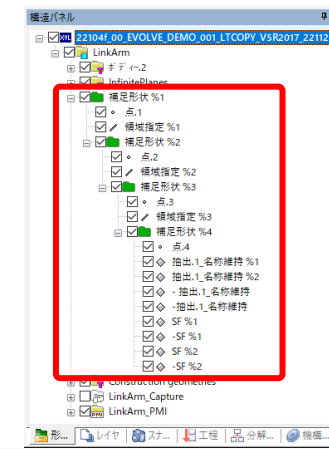 構造パネル
XTL 22104f_00_EVOLVE_DEMO_001_LTCOPY_V5R2017_22112
LinkArm
ﾎﾞﾃﾞｨｰ.2
InfinitePlanes
補足形状 %1
点.1
領域指定 %1
補足形状 %2
点.2
領域指定 %2
補足形状 %3
点.3
領域指定 %3
補足形状 %4
点.4
抽出.1_名称維持 %1
抽出.1_名称維持 %2
- 抽出.1_名称維持
-抽出.1_名称維持
SF %1
-SF %1
SF %2
-SF %2
Construction geometries
LinkArm_Capture
LinkArm_PMI
形... レイヤ スナ... 工程 分解... 機構...